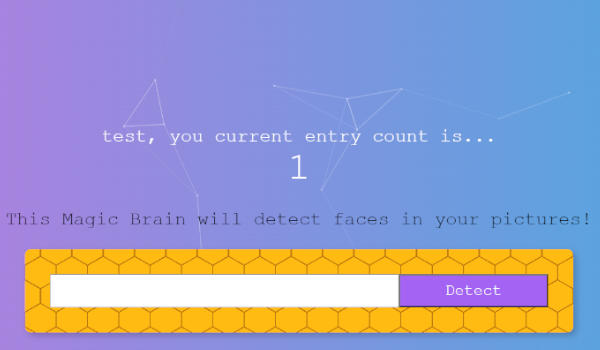 test, you current entry count is...
1
This Magic Brain will detect faces in your pictures!
Detect